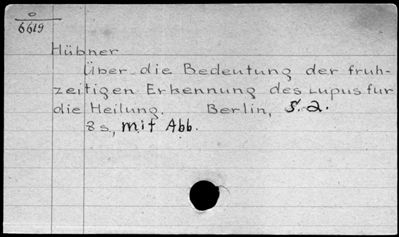 O
6619
Hübner
Über die Bedeutung der früh-
zeitigen Erkennung des Lupus für
die Heilung. Berlin, s.a.
8 s., mit Abb.